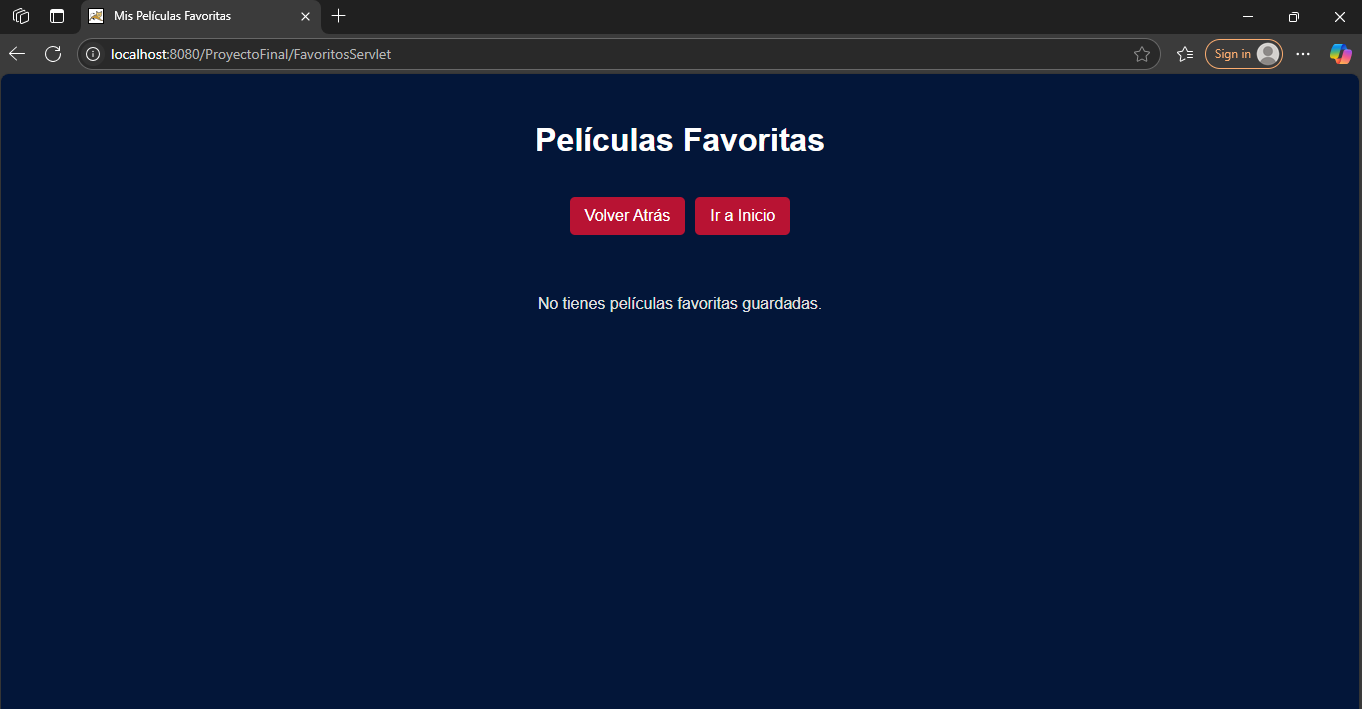 Mis Películas Favoritas
localhost:8080/ProyectoFinal/FavoritosServlet
Sign in
Películas Favoritas
Volver Atrás
Ir a Inicio
No tienes películas favoritas guardadas.